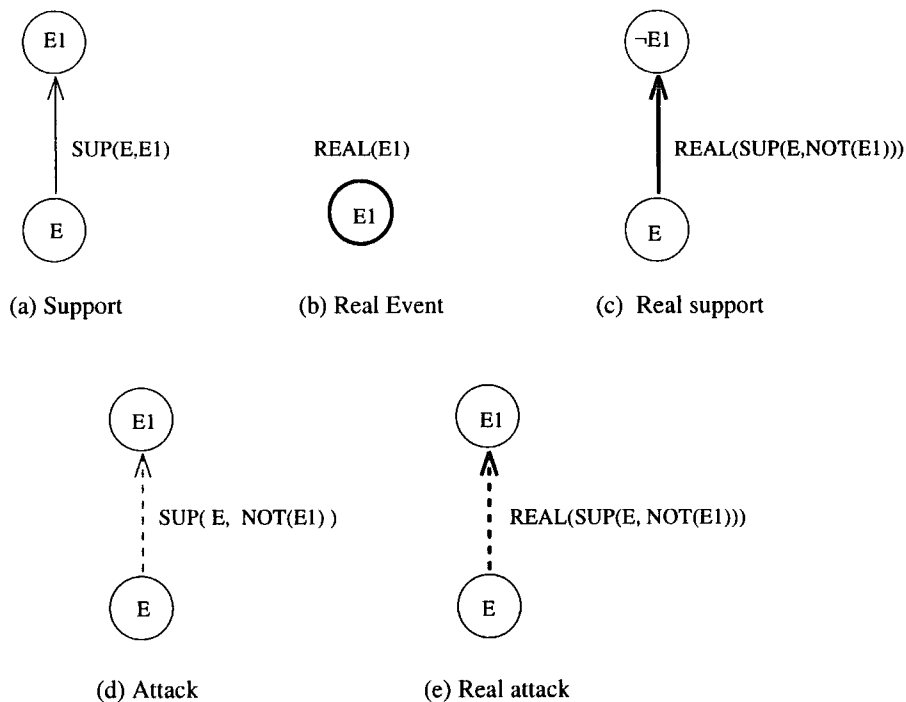 E1
SUP(E,E1)
E
(a) Support
REAL(E1)
E1
(b) Real Event
¬E1
REAL(SUP(E,NOT(E1)))
E
(c) Real support
E1
SUP( E, NOT(E1) )
E
(d) Attack
E1
REAL(SUP(E, NOT(E1)))
E
(e) Real attack